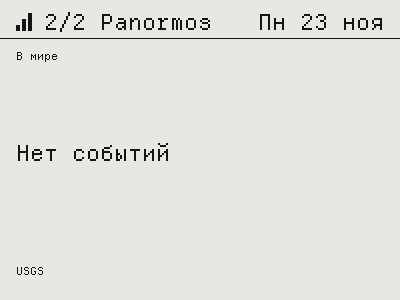 2/2 Panormos Пн 23 ноя
В мире
Нет событий
USGS